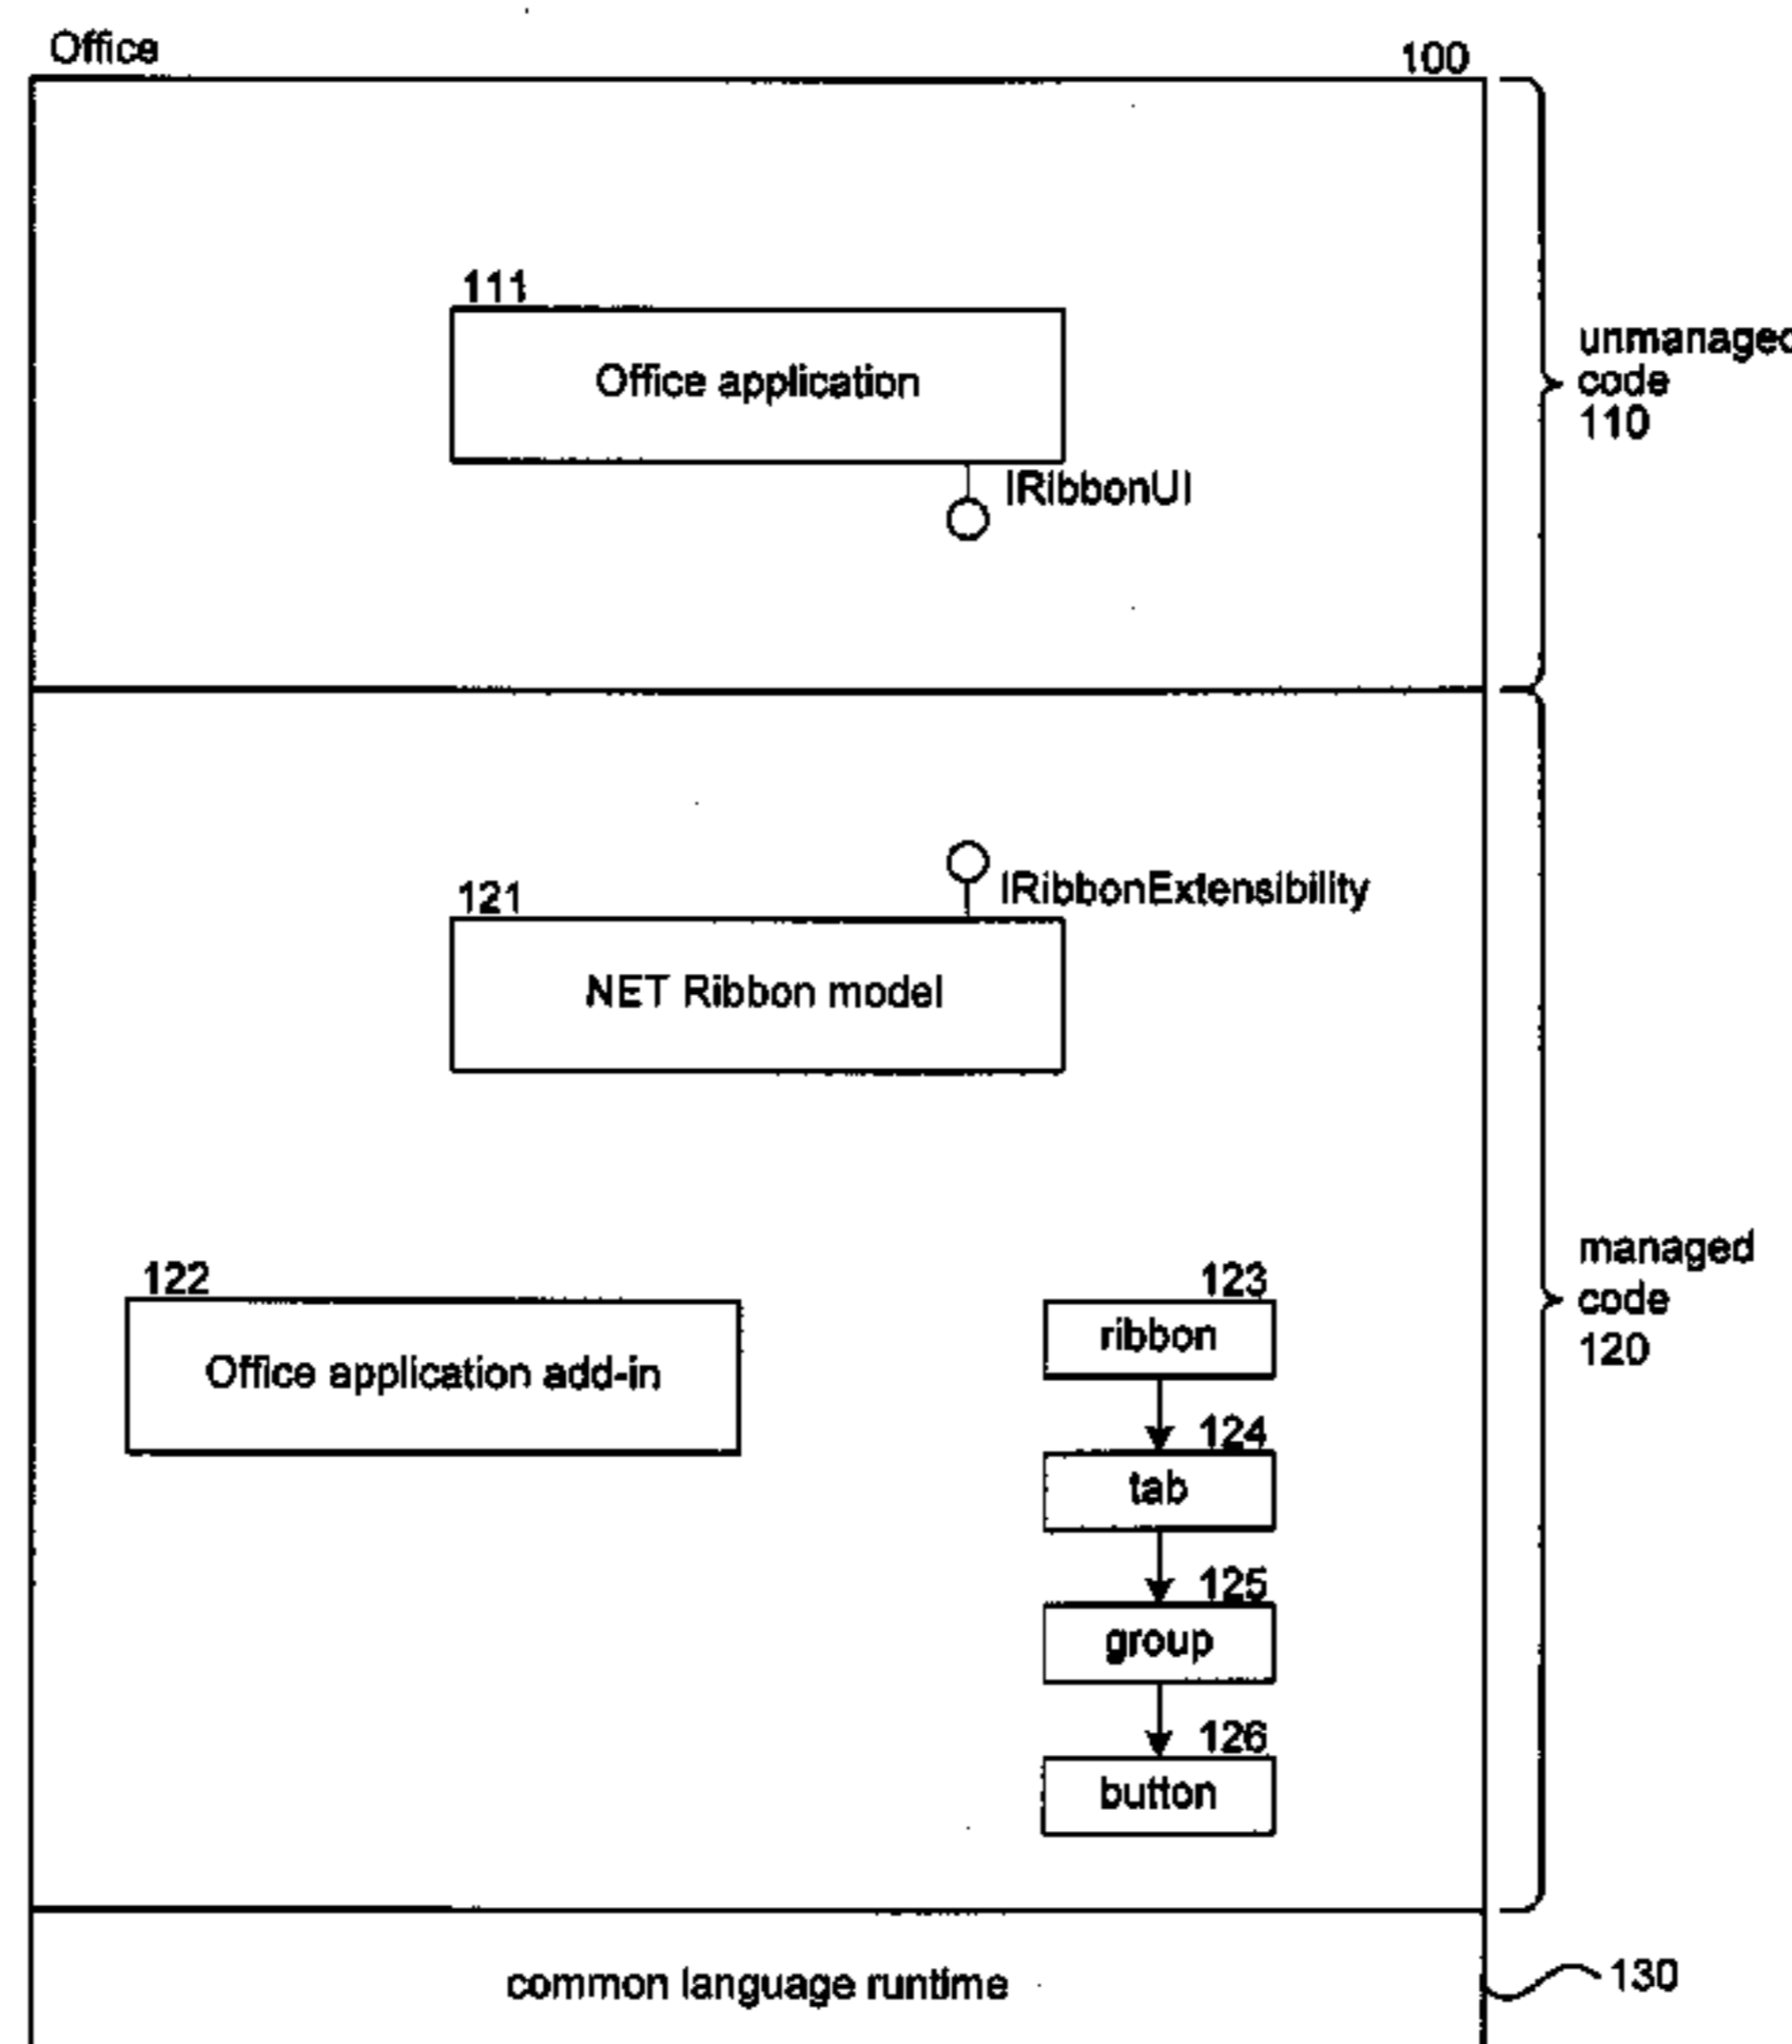 Office
100
111
Office application
IRibbonUI
unmanaged
code
110
IRibbonExtensibility
121
NET Ribbon model
122
Office application add-in
123
ribbon
124
tab
125
group
126
button
managed
code
120
common language runtime
130